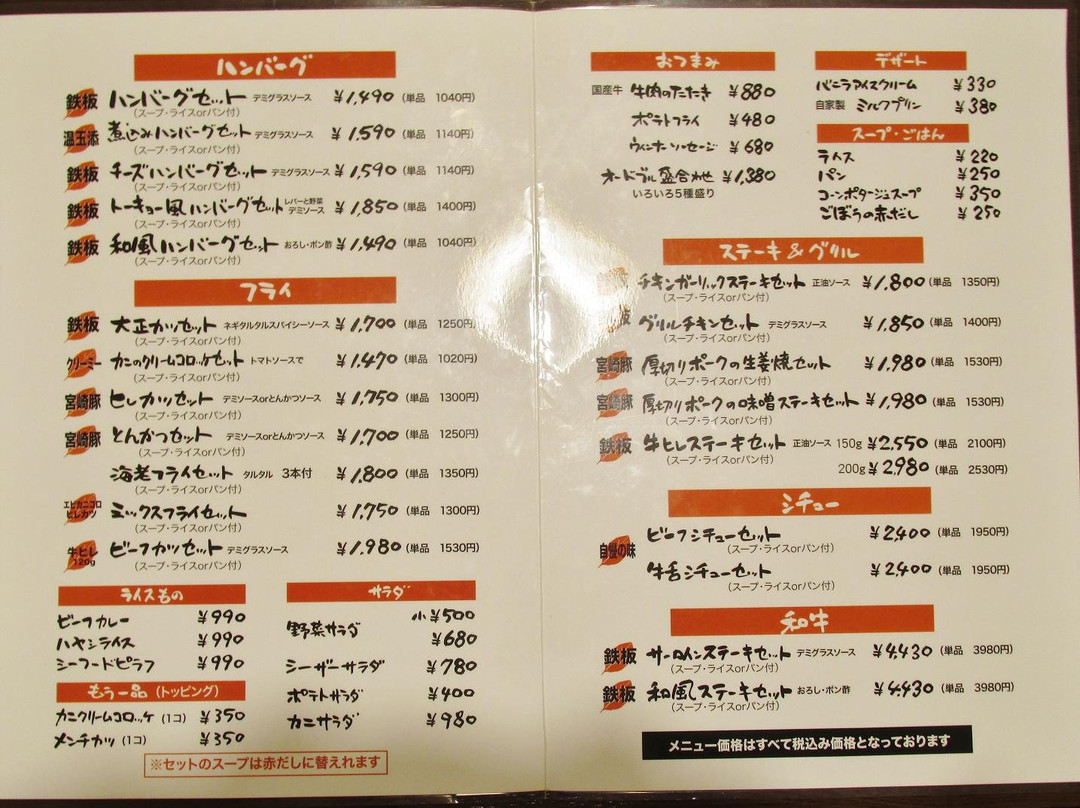 ハンバーグ
鉄板 ハンバーグセット デミグラスソース ¥1,490 (単品 1040円)
(スープ・ライスorパン付)
温玉添 煮込みハンバーグセット デミグラスソース ¥1,590 (単品 1140円)
(スープ・ライスorパン付)
鉄板 チーズハンバーグセット デミグラスソース ¥1,590 (単品 1140円)
(スープ・ライスorパン付)
鉄板 トーキョー風ハンバーグセット レバーと野菜デミソース ¥1,850 (単品 1400円)
(スープ・ライスorパン付)
鉄板 和風ハンバーグセット おろし・ポン酢 ¥1,490 (単品 1040円)
(スープ・ライスorパン付)
フライ
鉄板 大正カツセット ネギタルタルスパイシーソース ¥1,700 (単品 1250円)
(スープ・ライスorパン付)
クリーミー カニのクリームコロッケセット トマトソースで ¥1,470 (単品 1020円)
(スープ・ライスorパン付)
宮崎豚 ヒレカツセット デミソースorとんかつソース ¥1,750 (単品 1300円)
(スープ・ライスorパン付)
宮崎豚 とんかつセット デミソースorとんかつソース ¥1,700 (単品 1250円)
(スープ・ライスorパン付)
海老フライセット タルタル 3本付 ¥1,800 (単品 1350円)
(スープ・ライスorパン付)
エビカニコロヒレカツ ミックスフライセット ¥1,750 (単品 1300円)
(スープ・ライスorパン付)
牛ヒレ120g ビーフカツセット デミグラスソース ¥1,980 (単品 1530円)
(スープ・ライスorパン付)
ライスもの
ビーフカレー ¥990
ハヤシライス ¥990
シーフードピラフ ¥990
もう一品(トッピング)
カニクリームコロッケ (1コ) ¥350
メンチカツ (1コ) ¥350
サラダ
野菜サラダ 小¥500
¥680
シーザーサラダ ¥780
ポテトサラダ ¥400
カニサラダ ¥980
※セットのスープは赤だしに替えれます
おつまみ
国産牛 牛肉のたたき ¥880
ポテトフライ ¥480
ウィンナーソーセージ ¥680
オードブル盛合わせ ¥1,380
いろいろ5種盛り
デザート
バニラアイスクリーム ¥330
自家製 ミルクプリン ¥380
スープ・ごはん
ライス ¥220
パン ¥250
コーンポタージュスープ ¥350
ごぼうの赤だし ¥250
ステーキ&グリル
チキンガーリックステーキセット 正油ソース ¥1,800 (単品 1350円)
(スープ・ライスorパン付)
グリルチキンセット デミグラスソース ¥1,850 (単品 1400円)
(スープ・ライスorパン付)
宮崎豚 厚切りポークの生姜焼セット ¥1,980 (単品 1530円)
(スープ・ライスorパン付)
宮崎豚 厚切りポークの味噌ステーキセット ¥1,980 (単品 1530円)
(スープ・ライスorパン付)
鉄板 牛ヒレステーキセット 正油ソース 150g ¥2,550 (単品 2100円)
(スープ・ライスorパン付)
200g ¥2,980 (単品 2530円)
シチュー
自慢の味 ビーフシチューセット ¥2,400 (単品 1950円)
(スープ・ライスorパン付)
牛舌シチューセット ¥2,400 (単品 1950円)
(スープ・ライスorパン付)
和牛
鉄板 サーロインステーキセット デミグラスソース ¥4,430 (単品 3980円)
(スープ・ライスorパン付)
鉄板 和風ステーキセット おろし・ポン酢 ¥4,430 (単品 3980円)
(スープ・ライスorパン付)
メニュー価格はすべて税込み価格となっております